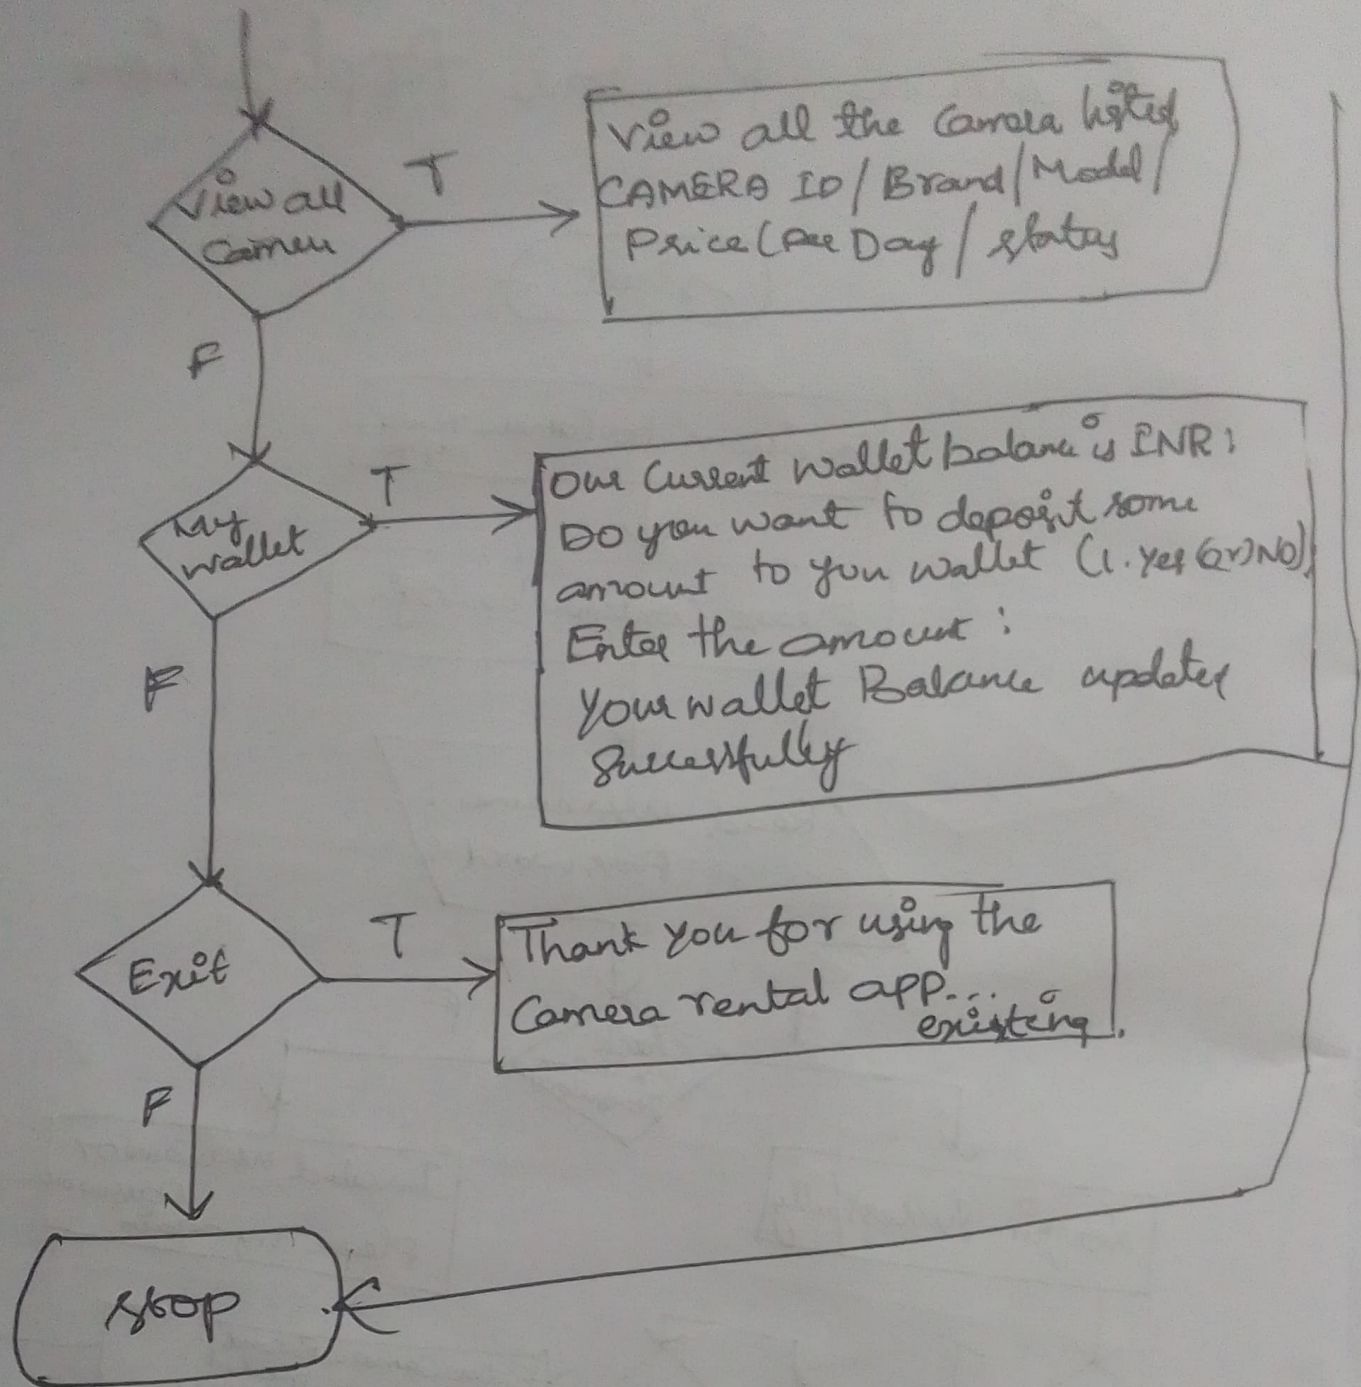 T
View all the Camera listed
CAMERA ID / Brand / Model /
Price (Per Day / status
View all
Camera
F
T
Our Current wallet balance is INR:
Do you want to deposit some
amount to you wallet (1. Yes (or) NO)
Enter the amount:
Your wallet Balance updated
Successfully
My
wallet
F
T
Thank you for using the
Camera rental app...
existing.
Exit
F
stop